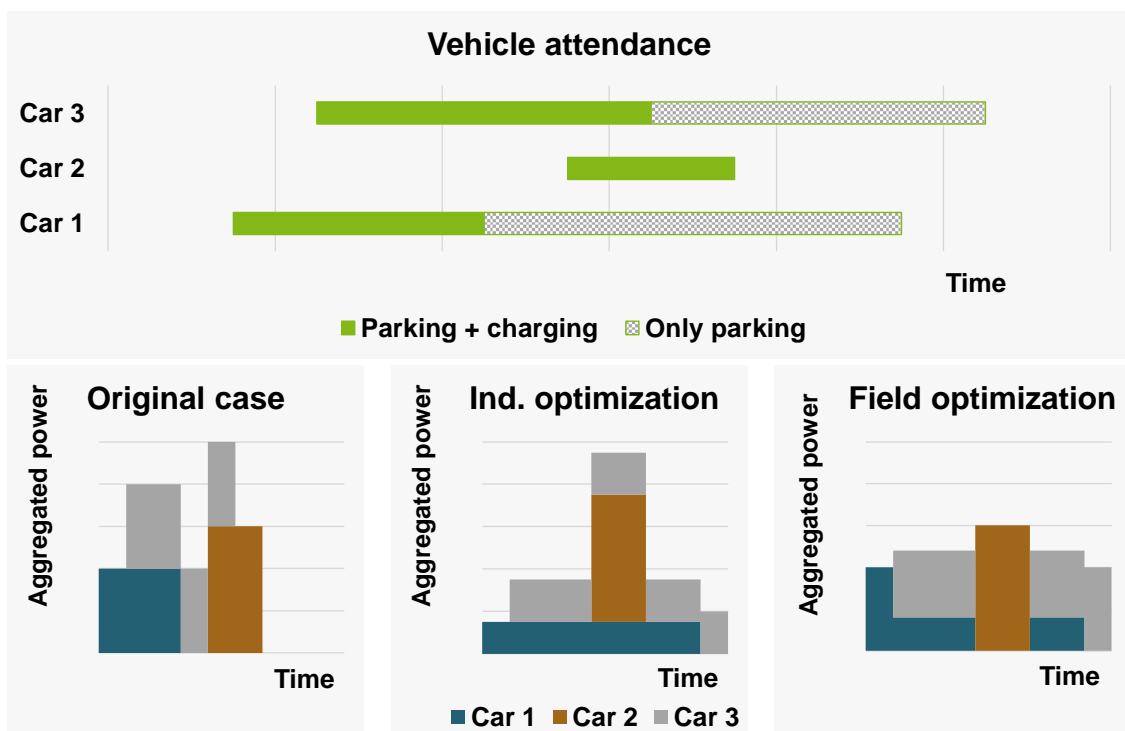 Vehicle attendance
Car 3
Car 2
Car 1
Time
Parking + charging Only parking
Original case
Aggregated power
Time
Ind. optimization
Aggregated power
Time
Field optimization
Aggregated power
Time
Car 1 Car 2 Car 3